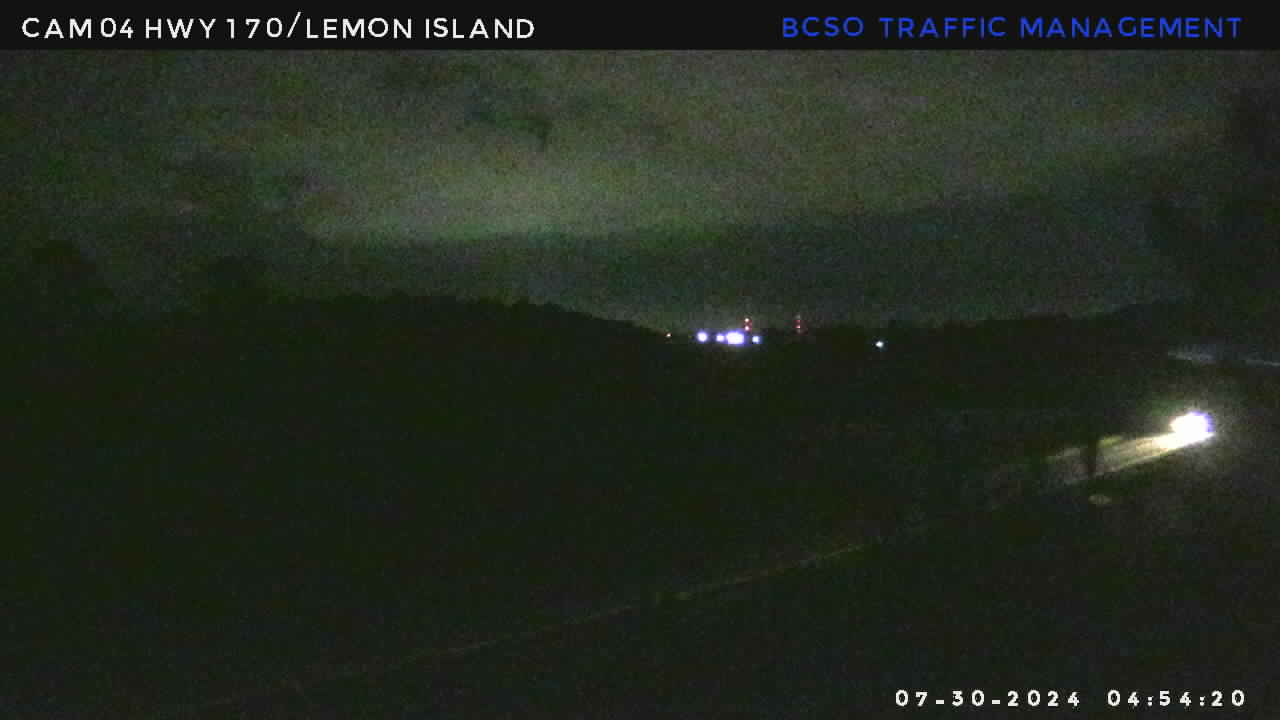 CAM04 HWY 170/LEMON ISLAND
BCSO TRAFFIC MANAGEMENT
07-30-2024 04:54:20